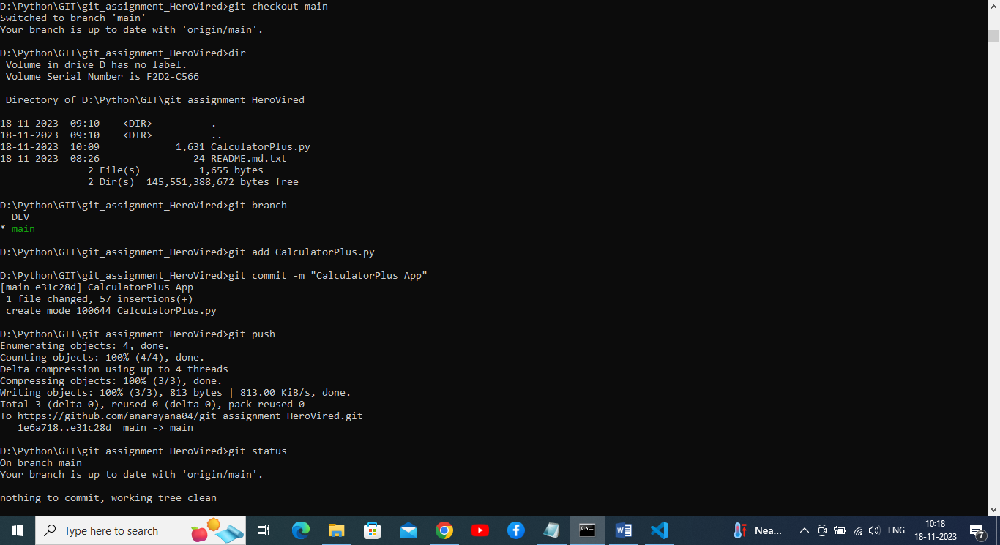 D:\Python\GIT\git_assignment_HeroVired>git checkout main
Switched to branch 'main'
Your branch is up to date with 'origin/main'.
D:\Python\GIT\git_assignment_HeroVired>dir
Volume in drive D has no label.
Volume Serial Number is F2D2-C566
Directory of D:\Python\GIT\git_assignment_HeroVired
18-11-2023  09:10    <DIR>          .
18-11-2023  09:10    <DIR>          ..
18-11-2023  10:09             1,631 CalculatorPlus.py
18-11-2023  08:26                24 README.md.txt
2 File(s)          1,655 bytes
2 Dir(s)  145,551,388,672 bytes free
D:\Python\GIT\git_assignment_HeroVired>git branch
DEV
* main
D:\Python\GIT\git_assignment_HeroVired>git add CalculatorPlus.py
D:\Python\GIT\git_assignment_HeroVired>git commit -m "CalculatorPlus App"
[main e31c28d] CalculatorPlus App
1 file changed, 57 insertions(+)
create mode 100644 CalculatorPlus.py
D:\Python\GIT\git_assignment_HeroVired>git push
Enumerating objects: 4, done.
Counting objects: 100% (4/4), done.
Delta compression using up to 4 threads
Compressing objects: 100% (3/3), done.
Writing objects: 100% (3/3), 813 bytes | 813.00 KiB/s, done.
Total 3 (delta 0), reused 0 (delta 0), pack-reused 0
To https://github.com/anarayana04/git_assignment_HeroVired.git
1e6a718..e31c28d  main -> main
D:\Python\GIT\git_assignment_HeroVired>git status
On branch main
Your branch is up to date with 'origin/main'.
nothing to commit, working tree clean
Type here to search
Nea...
ENG
10:18
18-11-2023
7